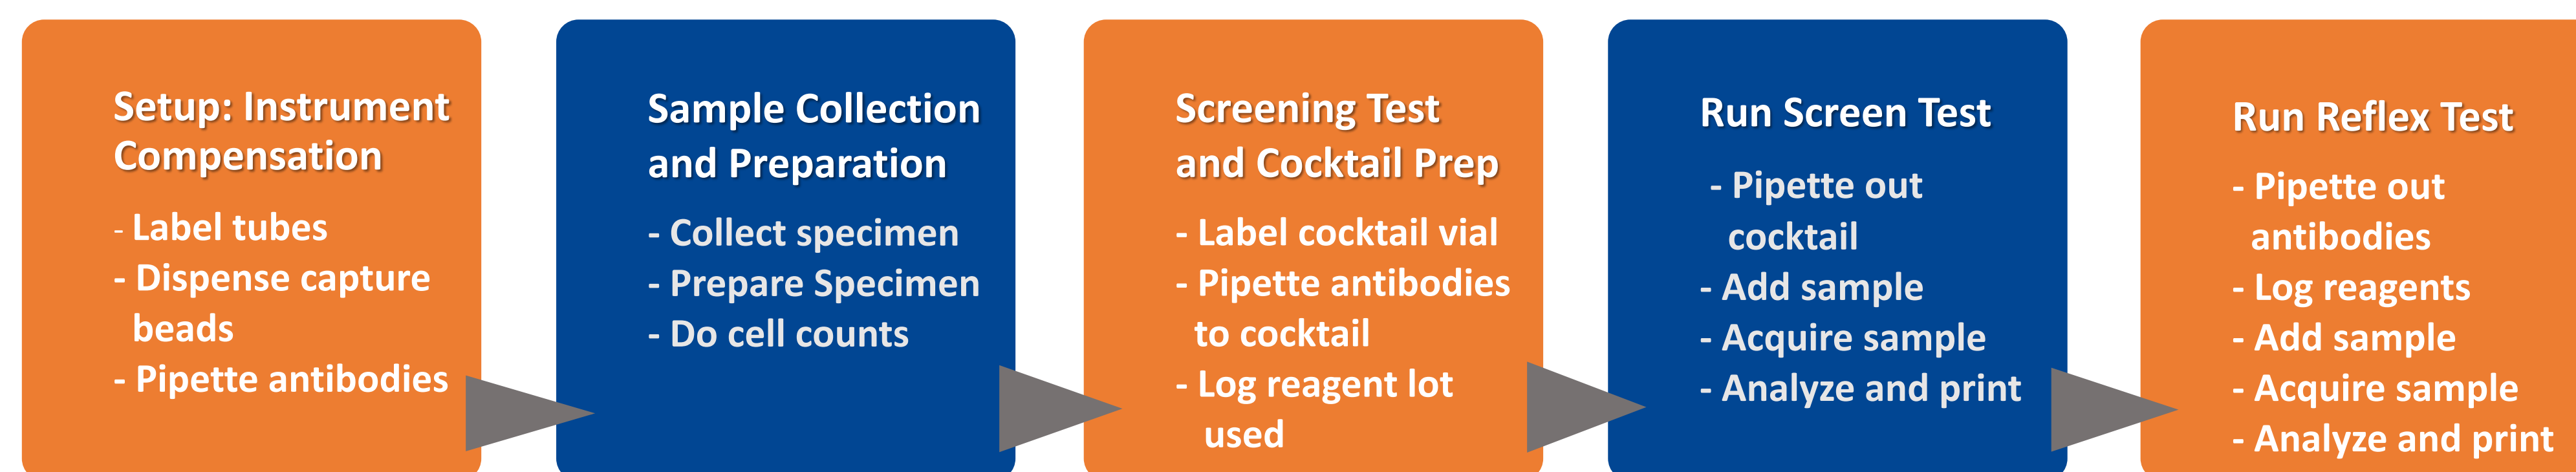 Setup: Instrument
Compensation
- Label tubes
- Dispense capture
beads
- Pipette antibodies
Sample Collection
and Preparation
- Collect specimen
- Prepare Specimen
- Do cell counts
Screening Test
and Cocktail Prep
- Label cocktail vial
- Pipette antibodies
to cocktail
- Log reagent lot
used
Run Screen Test
- Pipette out
cocktail
- Add sample
- Acquire sample
- Analyze and print
Run Reflex Test
- Pipette out
antibodies
- Log reagents
- Add sample
- Acquire sample
- Analyze and print